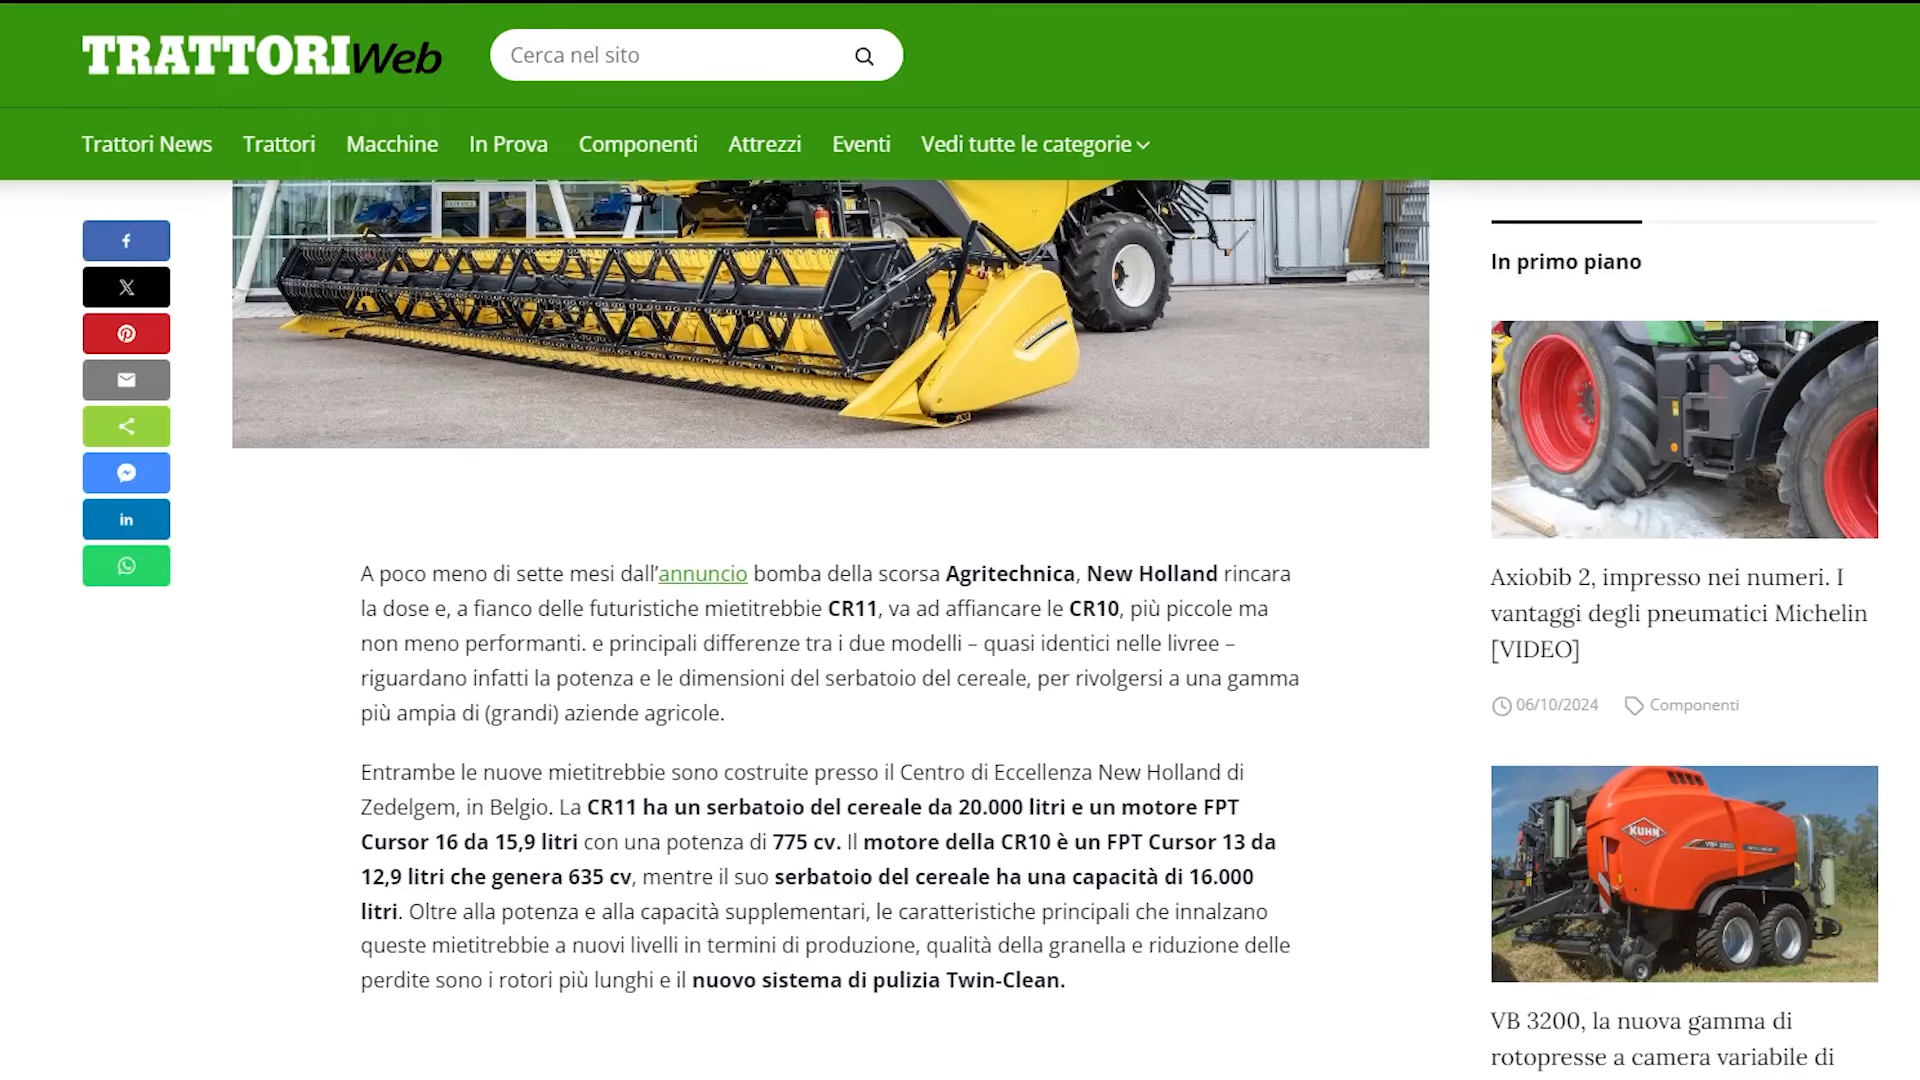 TRATTORIWeb
Cerca nel sito
Trattori News Trattori Macchine In Prova Componenti Attrezzi Eventi Vedi tutte le categorie
In primo piano
A poco meno di sette mesi dall’annuncio bomba della scorsa Agritechnica, New Holland rincara
la dose e, a fianco delle futuristiche mietitrebbie CR11, va ad affiancare le CR10, più piccole ma
non meno performanti. e principali differenze tra i due modelli – quasi identici nelle livree –
riguardano infatti la potenza e le dimensioni del serbatoio del cereale, per rivolgersi a una gamma
più ampia di (grandi) aziende agricole.
Entrambe le nuove mietitrebbie sono costruite presso il Centro di Eccellenza New Holland di
Zedelgem, in Belgio. La CR11 ha un serbatoio del cereale da 20.000 litri e un motore FPT
Cursor 16 da 15,9 litri con una potenza di 775 cv. Il motore della CR10 è un FPT Cursor 13 da
12,9 litri che genera 635 cv, mentre il suo serbatoio del cereale ha una capacità di 16.000
litri. Oltre alla potenza e alla capacità supplementari, le caratteristiche principali che innalzano
queste mietitrebbie a nuovi livelli in termini di produzione, qualità della granella e riduzione delle
perdite sono i rotori più lunghi e il nuovo sistema di pulizia Twin-Clean.
Axiobib 2, impresso nei numeri. I
vantaggi degli pneumatici Michelin
[VIDEO]
06/10/2024 Componenti
KUHN
VB 3200, la nuova gamma di
rotopresse a camera variabile di